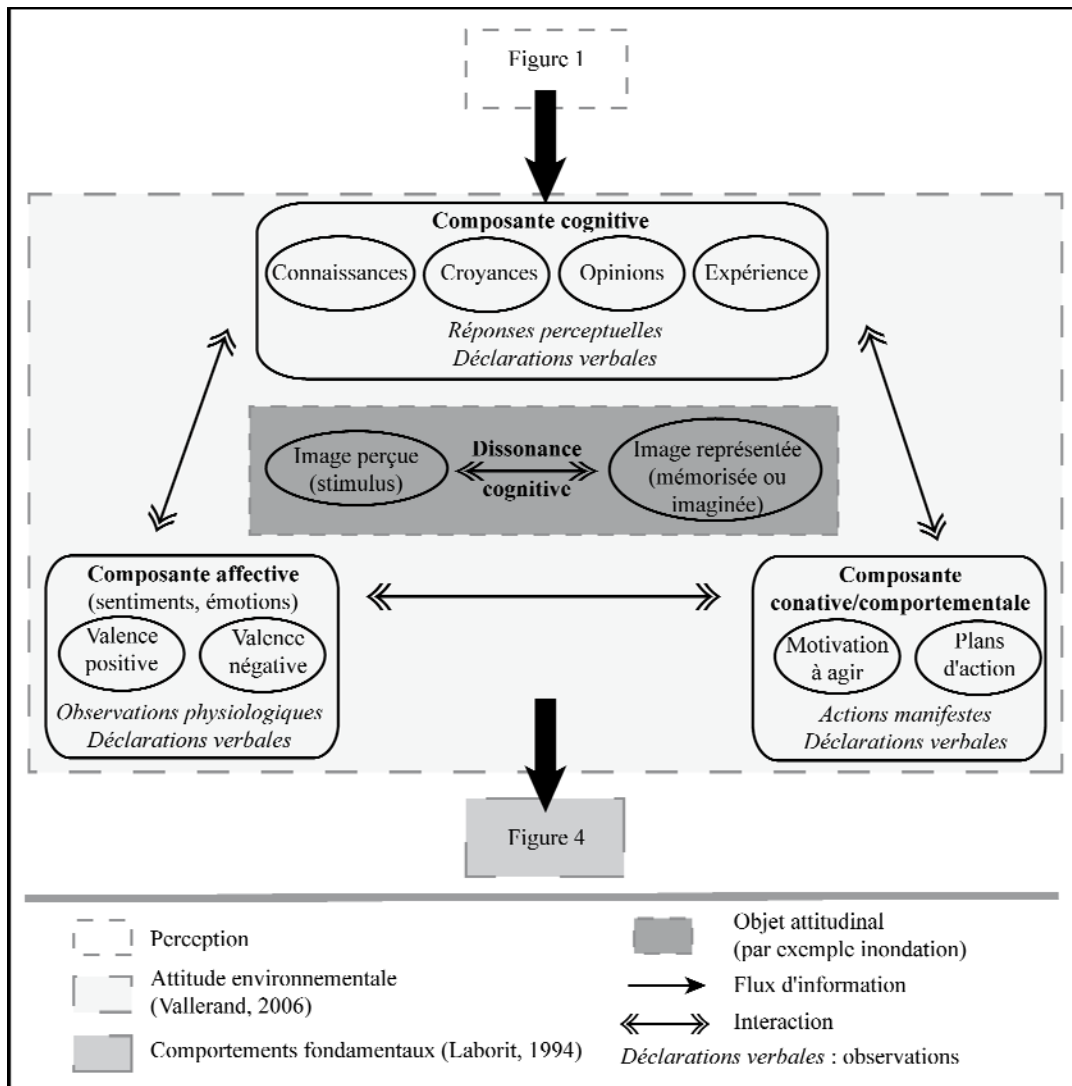 Figure 1
Composante cognitive
Connaissances
Croyances
Opinions
Expérience
Réponses perceptuelles
Déclarations verbales
Image perçue
(stimulus)
Dissonance
cognitive
Image représentée
(mémorisée ou
imaginée)
Composante affective
(sentiments, émotions)
Valence
positive
Valence
négative
Observations physiologiques
Déclarations verbales
Composante
conative/comportementale
Motivation
à agir
Plans
d'action
Actions manifestes
Déclarations verbales
Figure 4
Perception
Attitude environnementale
(Vallerand, 2006)
Comportements fondamentaux (Laborit, 1994)
Objet attitudinal
(par exemple inondation)
Flux d'information
Interaction
Déclarations verbales : observations